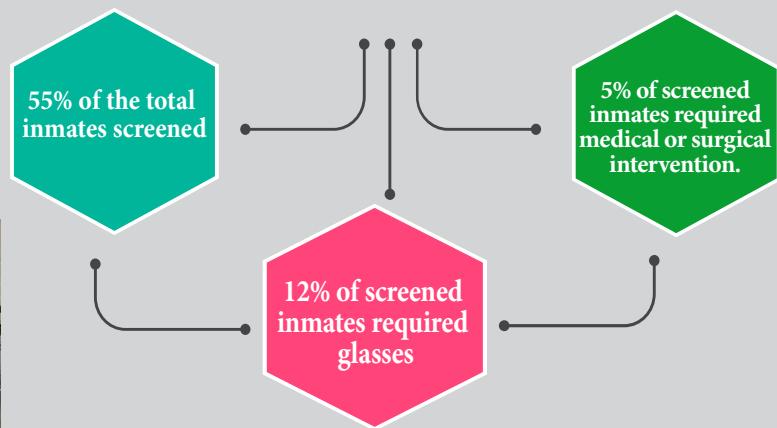 55% of the total
inmates screened
5% of screened
inmates required
medical or surgical
intervention.
12% of screened
inmates required
glasses